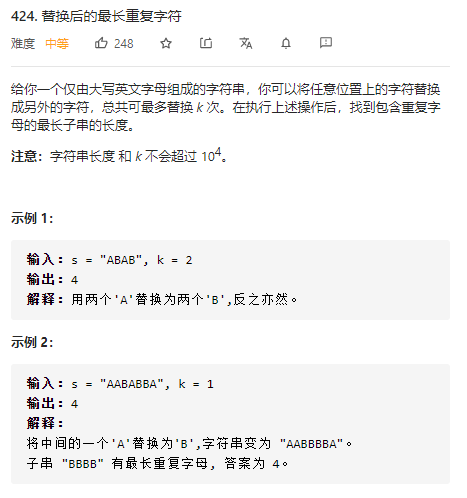 424. 替换后的最长重复字符
难度 中等 248
给你一个仅由大写英文字母组成的字符串，你可以将任意位置上的字符替换
成另外的字符，总共可最多替换 k 次。在执行上述操作后，找到包含重复字
母的最长子串的长度。
注意：字符串长度 和 k 不会超过 10⁴。
示例 1：
输入：s = "ABAB", k = 2
输出：4
解释：用两个'A'替换为两个'B',反之亦然。
示例 2：
输入：s = "AABABBA", k = 1
输出：4
解释：
将中间的一个'A'替换为'B',字符串变为 "AABBBBA"。
子串 "BBBB" 有最长重复字母, 答案为 4。